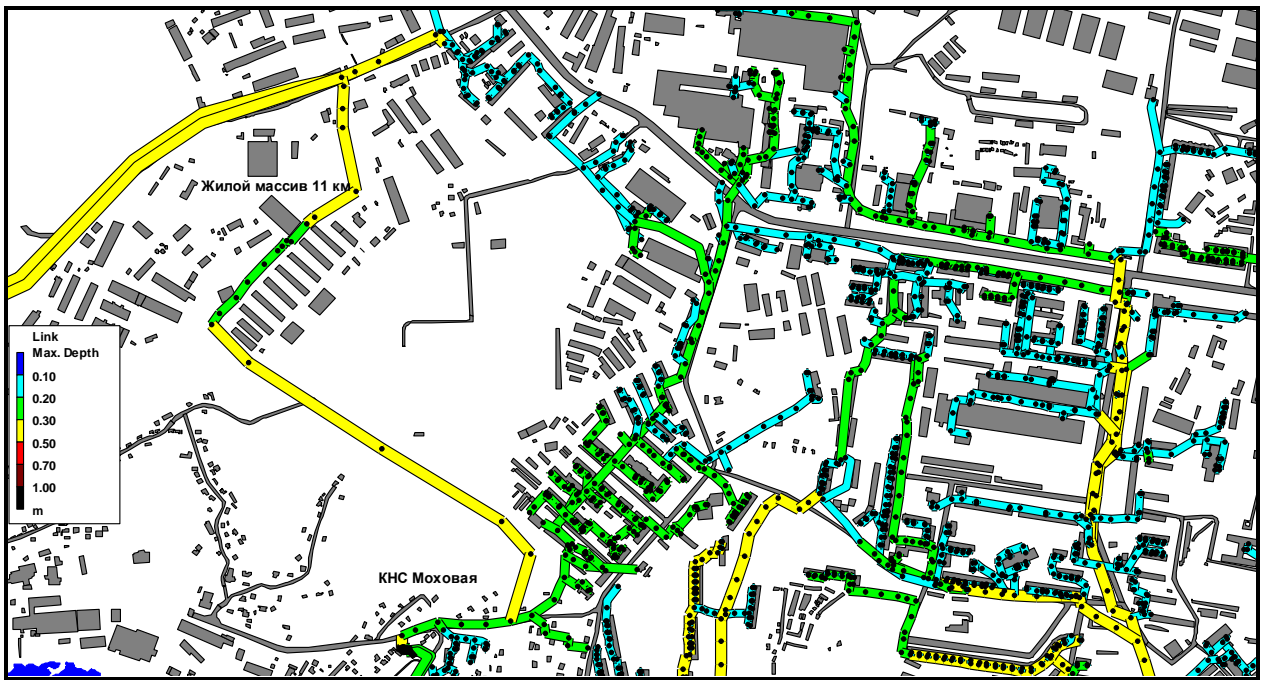 Жилой массив 11 км
Link
Max. Depth
0.10
0.20
0.30
0.50
0.70
1.00
m
КНС Моховая